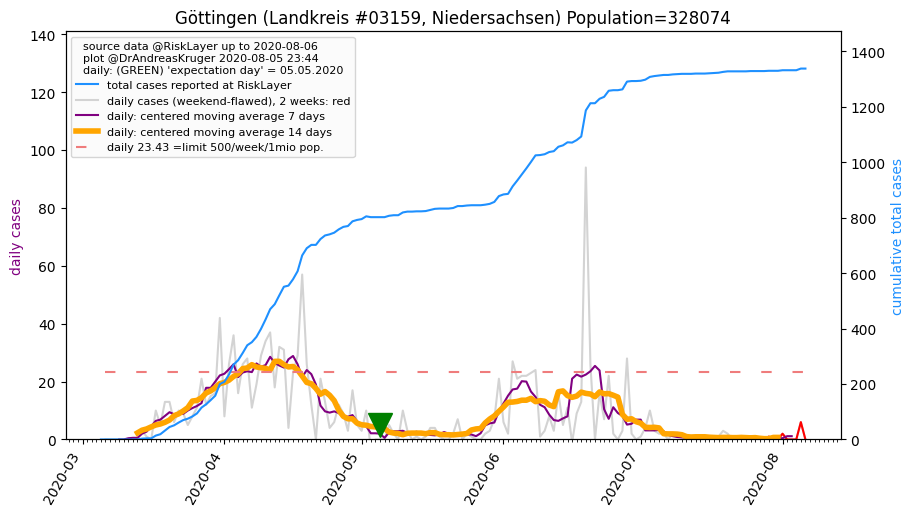 Göttingen (Landkreis #03159, Niedersachsen) Population=328074
source data @RiskLayer up to 2020-08-06
plot @DrAndreasKruger 2020-08-05 23:44
daily: (GREEN) 'expectation day' = 05.05.2020
total cases reported at RiskLayer
daily cases (weekend-flawed), 2 weeks: red
daily: centered moving average 7 days
daily: centered moving average 14 days
daily 23.43 =limit 500/week/1mio pop.
daily cases
140
120
100
80
60
40
20
0
cumulative total cases
1400
1200
1000
800
600
400
200
0
2020-03
2020-04
2020-05
2020-06
2020-07
2020-08